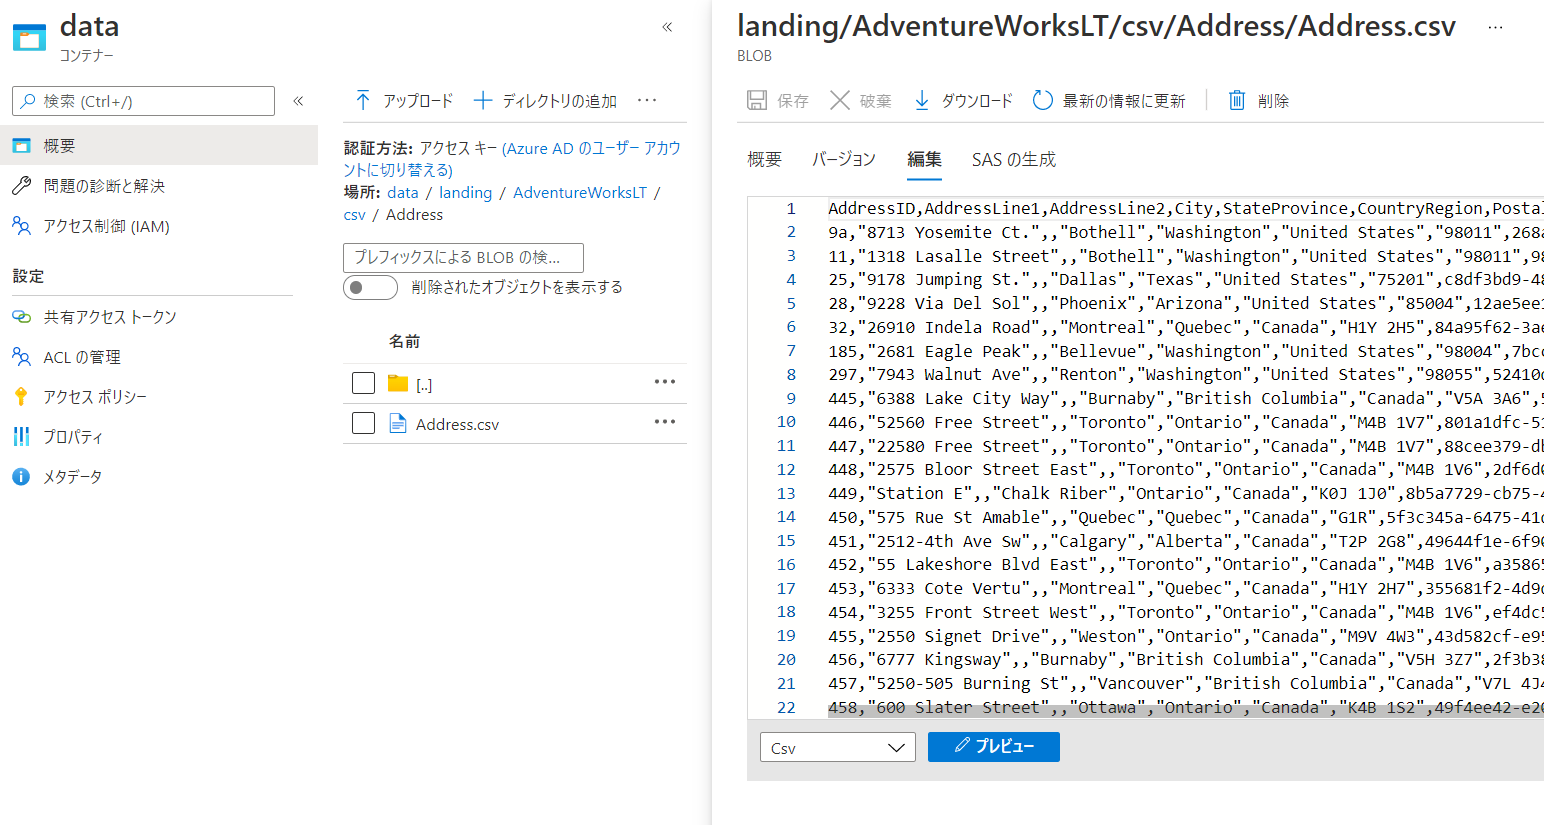 data
コンテナー
検索 (Ctrl+/)
概要
問題の診断と解決
アクセス制御 (IAM)
設定
共有アクセス トークン
ACL の管理
アクセス ポリシー
プロパティ
メタデータ
アップロード
ディレクトリの追加
認証方法: アクセス キー (Azure AD のユーザー アカウ
ントに切り替える)
場所: data / landing / AdventureWorksLT /
csv / Address
プレフィックスによる BLOB の検...
削除されたオブジェクトを表示する
名前
[..]
Address.csv
landing/AdventureWorksLT/csv/Address/Address.csv
BLOB
保存
破棄
ダウンロード
最新の情報に更新
削除
概要
バージョン
編集
SAS の生成
1 AddressID,AddressLine1,AddressLine2,City,StateProvince,CountryRegion,Postal
2 9a,"8713 Yosemite Ct.",,"Bothell","Washington","United States","98011",268a
3 11,"1318 Lasalle Street",,"Bothell","Washington","United States","98011",98
4 25,"9178 Jumping St.",,"Dallas","Texas","United States","75201",c8df3bd9-48
5 28,"9228 Via Del Sol",,"Phoenix","Arizona","United States","85004",12ae5ee1
6 32,"26910 Indela Road",,"Montreal","Quebec","Canada","H1Y 2H5",84a95f62-3ae
7 185,"2681 Eagle Peak",,"Bellevue","Washington","United States","98004",7bcc
8 297,"7943 Walnut Ave",,"Renton","Washington","United States","98055",52410d
9 445,"6388 Lake City Way",,"Burnaby","British Columbia","Canada","V5A 3A6",5
10 446,"52560 Free Street",,"Toronto","Ontario","Canada","M4B 1V7",801a1dfc-51
11 447,"22580 Free Street",,"Toronto","Ontario","Canada","M4B 1V7",88cee379-db
12 448,"2575 Bloor Street East",,"Toronto","Ontario","Canada","M4B 1V6",2df6d0
13 449,"Station E",,"Chalk Riber","Ontario","Canada","K0J 1J0",8b5a7729-cb75-4
14 450,"575 Rue St Amable",,"Quebec","Quebec","Canada","G1R",5f3c345a-6475-41d
15 451,"2512-4th Ave Sw",,"Calgary","Alberta","Canada","T2P 2G8",49644f1e-6f90
16 452,"55 Lakeshore Blvd East",,"Toronto","Ontario","Canada","M4B 1V6",a35865
17 453,"6333 Cote Vertu",,"Montreal","Quebec","Canada","H1Y 2H7",355681f2-4d9d
18 454,"3255 Front Street West",,"Toronto","Ontario","Canada","M4B 1V6",ef4dc5
19 455,"2550 Signet Drive",,"Weston","Ontario","Canada","M9V 4W3",43d582cf-e95
20 456,"6777 Kingsway",,"Burnaby","British Columbia","Canada","V5H 3Z7",2f3b38
21 457,"5250-505 Burning St",,"Vancouver","British Columbia","Canada","V7L 4J4
22 458,"600 Slater Street",,"Ottawa","Ontario","Canada","K4B 1S2",49f4ee42-e20
Csv
プレビュー